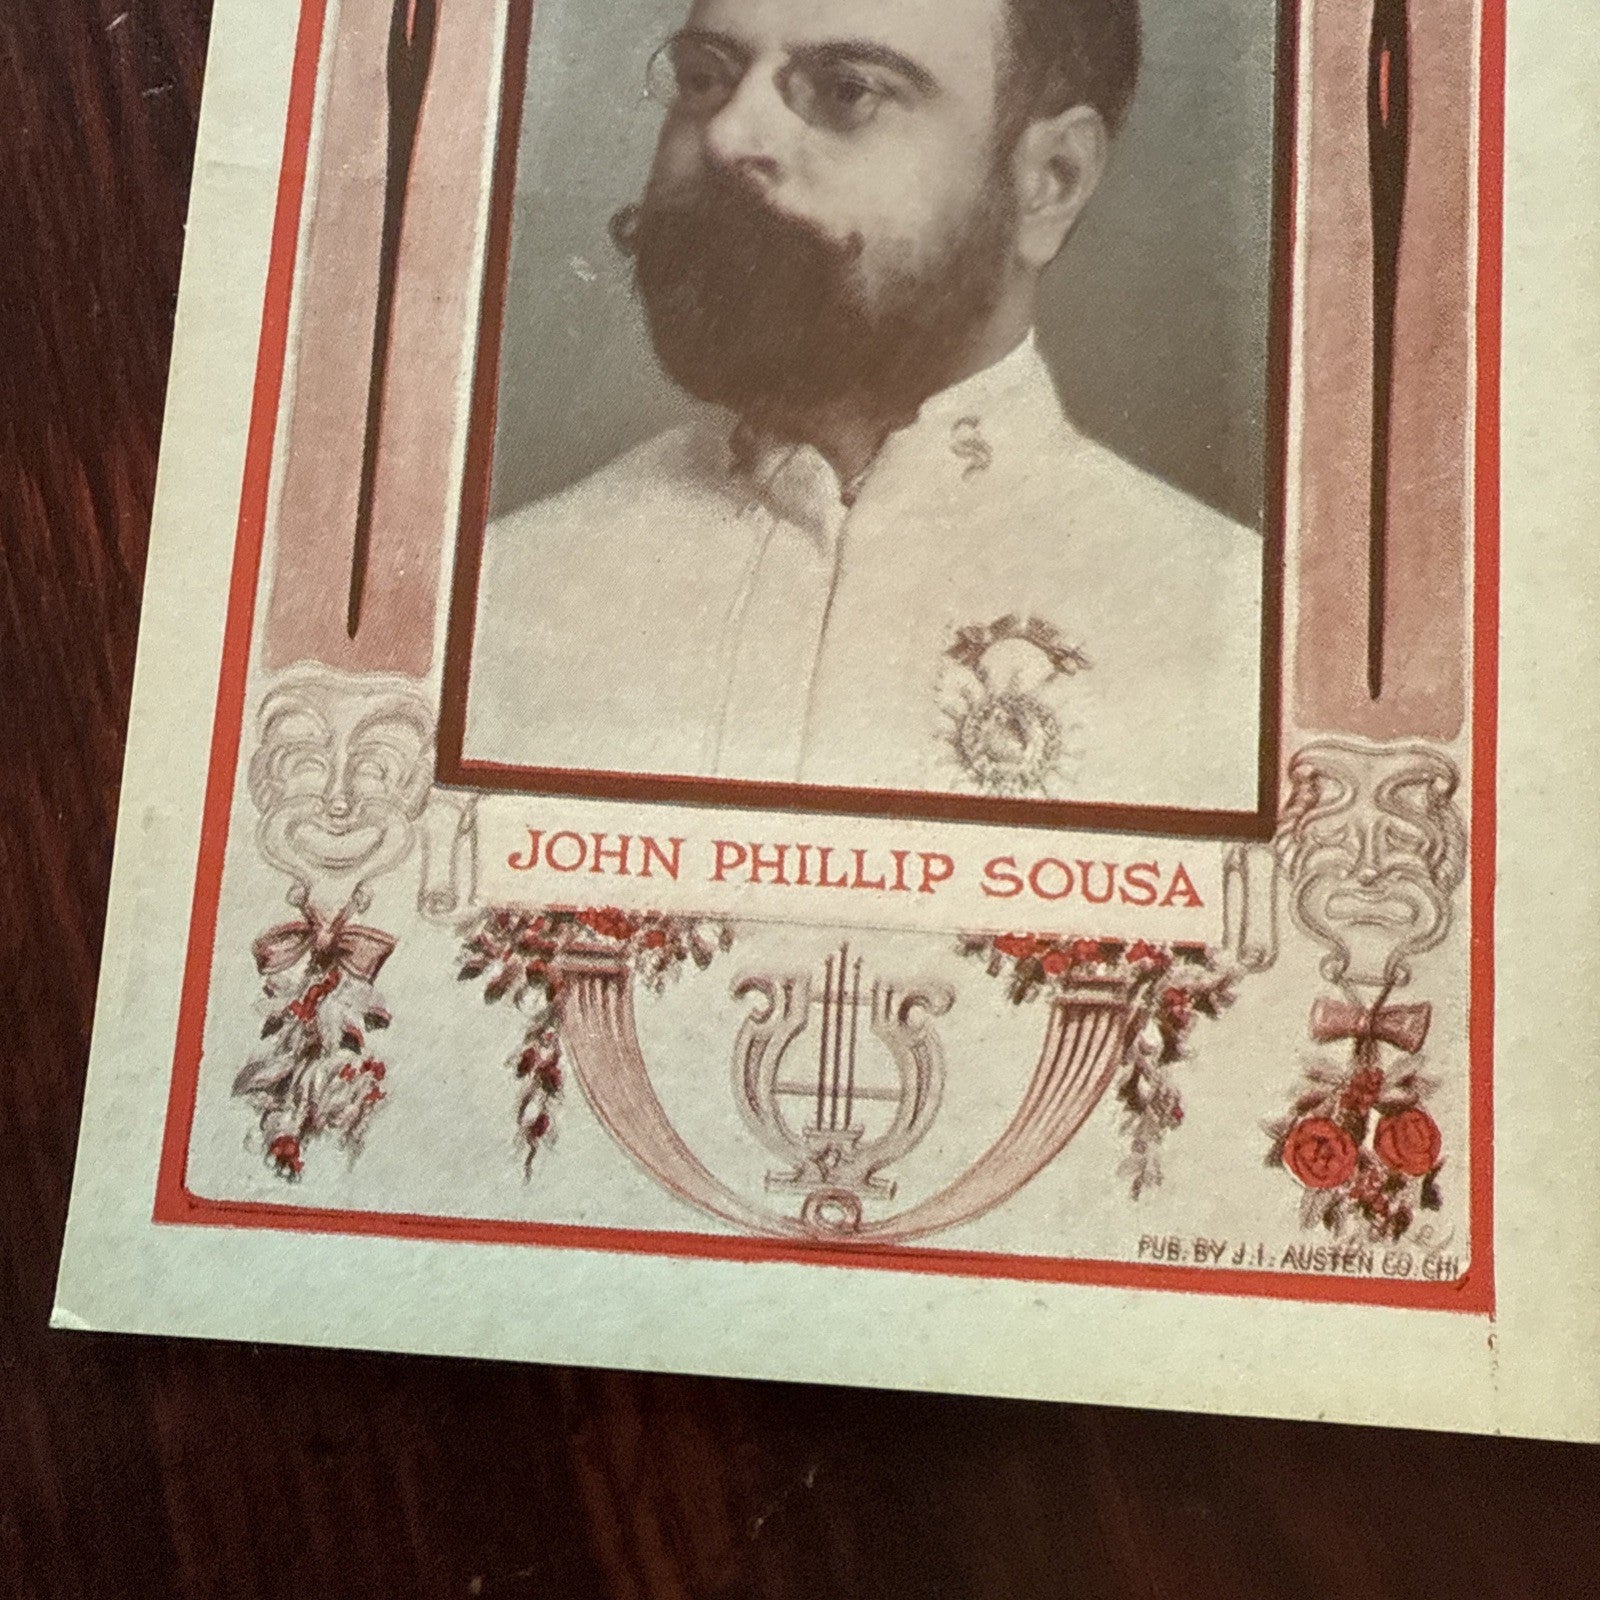 JOHN PHILLIP SOUSA
PUB. BY J. I. AUSTEN CO. CHI.